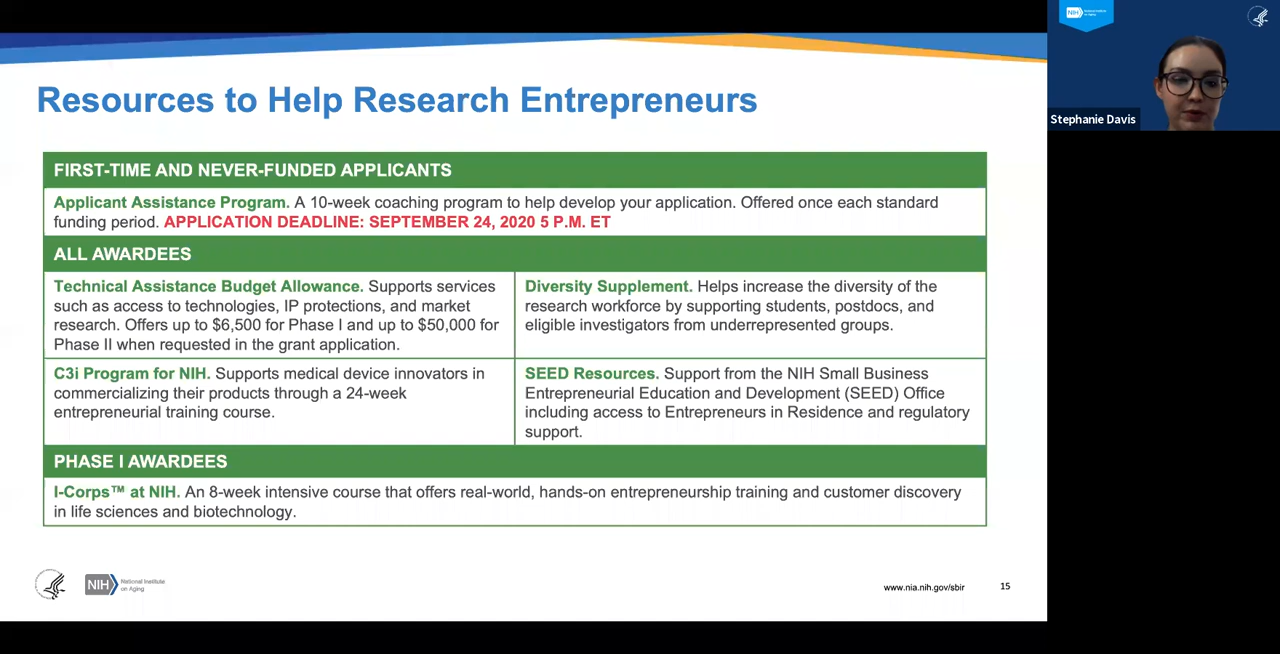 Resources to Help Research Entrepreneurs
FIRST-TIME AND NEVER-FUNDED APPLICANTS
Applicant Assistance Program. A 10-week coaching program to help develop your application. Offered once each standard
funding period. APPLICATION DEADLINE: SEPTEMBER 24, 2020 5 P.M. ET
ALL AWARDEES
Technical Assistance Budget Allowance. Supports services
such as access to technologies, IP protections, and market
research. Offers up to $6,500 for Phase I and up to $50,000 for
Phase II when requested in the grant application.
Diversity Supplement. Helps increase the diversity of the
research workforce by supporting students, postdocs, and
eligible investigators from underrepresented groups.
C3i Program for NIH. Supports medical device innovators in
commercializing their products through a 24-week
entrepreneurial training course.
SEED Resources. Support from the NIH Small Business
Entrepreneurial Education and Development (SEED) Office
including access to Entrepreneurs in Residence and regulatory
support.
PHASE I AWARDEES
I-Corps™ at NIH. An 8-week intensive course that offers real-world, hands-on entrepreneurship training and customer discovery
in life sciences and biotechnology.
NIH
National Institute
on Aging
www.nia.nih.gov/sbir
15
NIH
National Institute
on Aging
Stephanie Davis